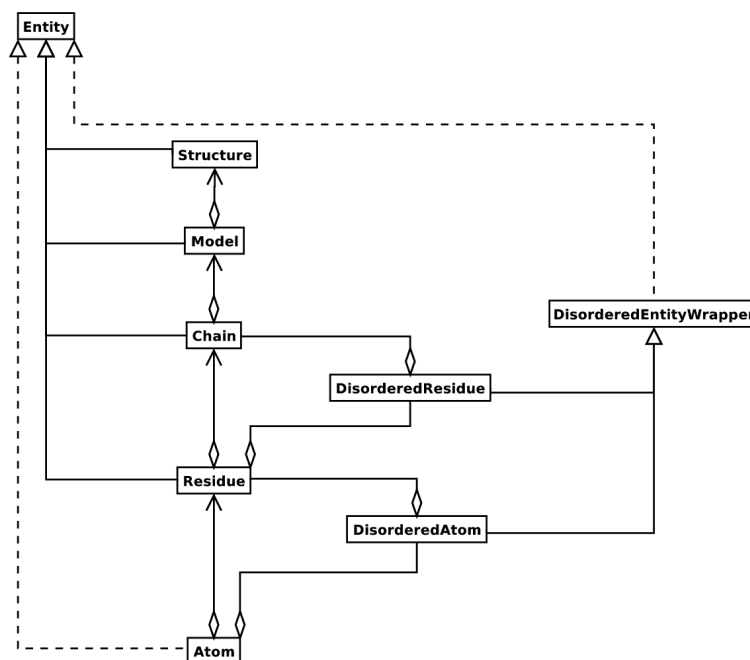 Entity
Structure
Model
DisorderedEntityWrapper
Chain
DisorderedResidue
Residue
DisorderedAtom
Atom